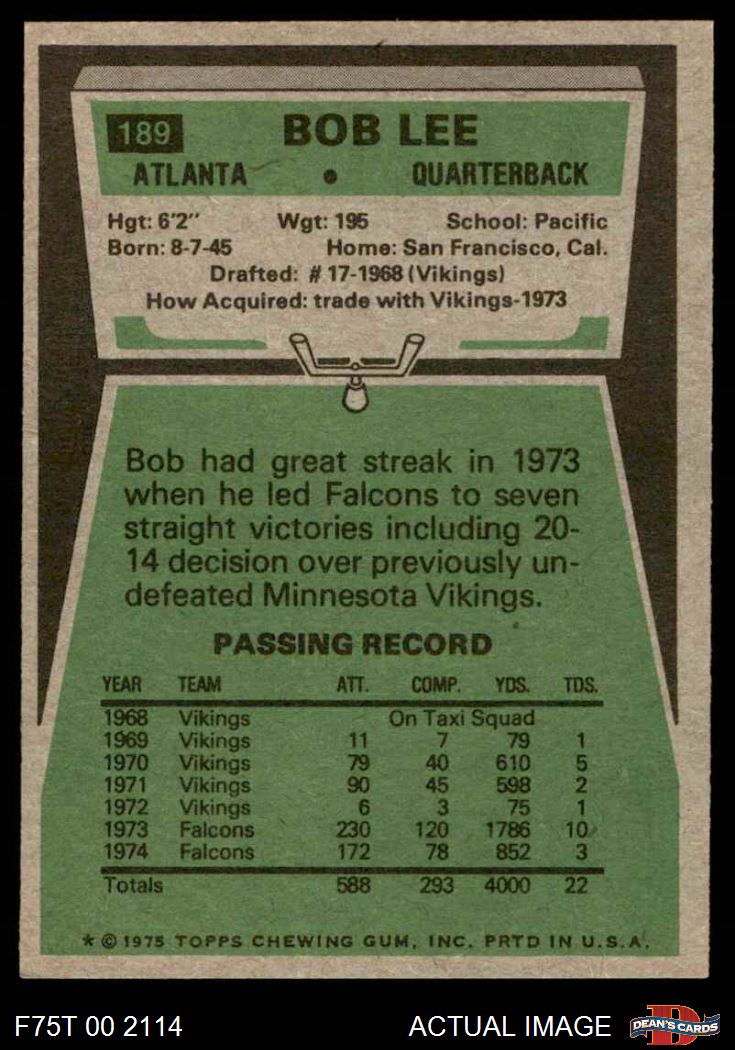 189 BOB LEE
ATLANTA • QUARTERBACK
Hgt: 6'2" Wgt: 195 School: Pacific
Born: 8-7-45 Home: San Francisco, Cal.
Drafted: #17-1968 (Vikings)
How Acquired: trade with Vikings-1973
Bob had great streak in 1973
when he led Falcons to seven
straight victories including 20-
14 decision over previously un-
defeated Minnesota Vikings.
PASSING RECORD
YEAR TEAM ATT. COMP. YDS. TDS.
1968 Vikings On Taxi Squad
1969 Vikings 11 7 79 1
1970 Vikings 79 40 610 5
1971 Vikings 90 45 598 2
1972 Vikings 6 3 75 1
1973 Falcons 230 120 1786 10
1974 Falcons 172 78 852 3
Totals 588 293 4000 22
* © 1975 TOPPS CHEWING GUM, INC. PRTD IN U.S.A.
F75T 00 2114 ACTUAL IMAGE D DEAN'S CARDS